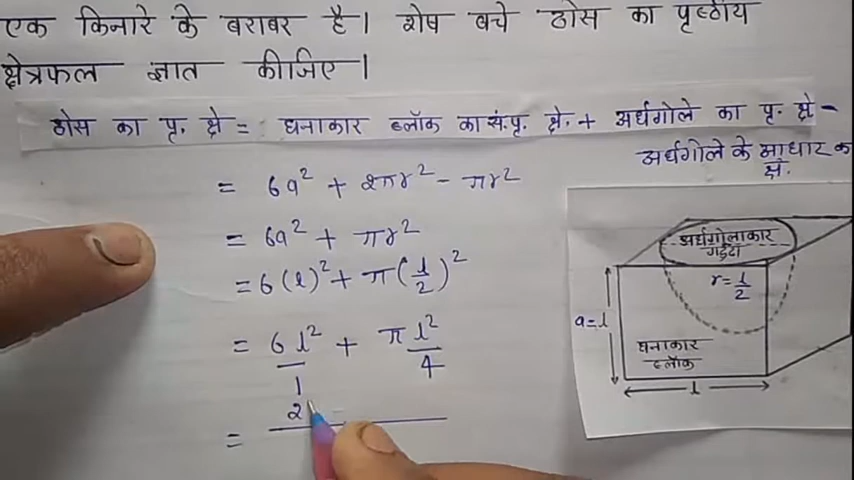 एक किनारे के बराबर है। शेष बचे ठोस का पृष्ठीय
क्षेत्रफल ज्ञात कीजिए।
ठोस का पृ. क्षे = घनाकार ब्लॉक का सं.पृ. क्षे. + अर्धगोले का पृ. क्षे -
अर्धगोले के आधार क
क्षे.
= 6a² + 2πr² - πr²
= 6a² + πr²
= 6(l)² + π(l/2)²
= 6l²/1 + πl²/4
= 2
अर्धगोलाकार
गड्ढा
r = l/2
a=l
घनाकार
ब्लॉक
l